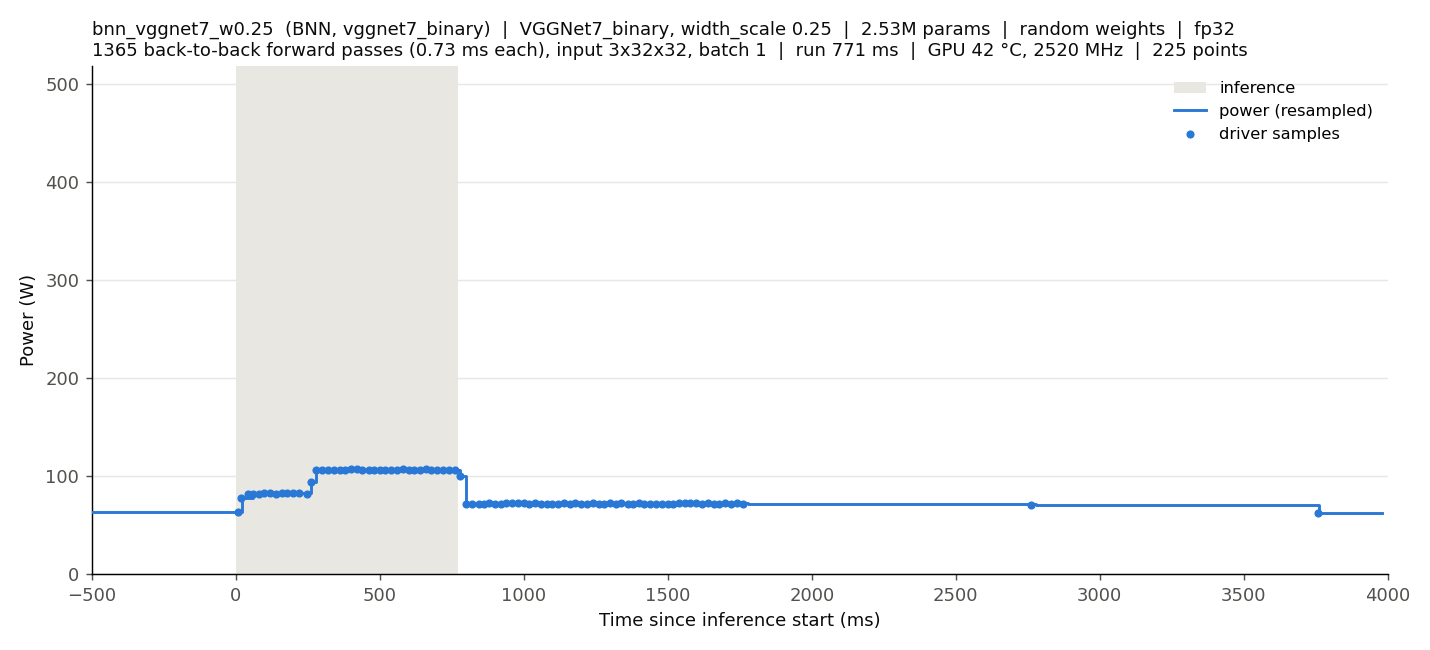 bnn_vggnet7_w0.25  (BNN, vggnet7_binary)  |  VGGNet7_binary, width_scale 0.25  |  2.53M params  |  random weights  |  fp32
1365 back-to-back forward passes (0.73 ms each), input 3x32x32, batch 1  |  run 771 ms  |  GPU 42 °C, 2520 MHz  |  225 points
inference
power (resampled)
driver samples
Power (W)
500
400
300
200
100
0
−500
0
500
1000
1500
2000
2500
3000
3500
4000
Time since inference start (ms)